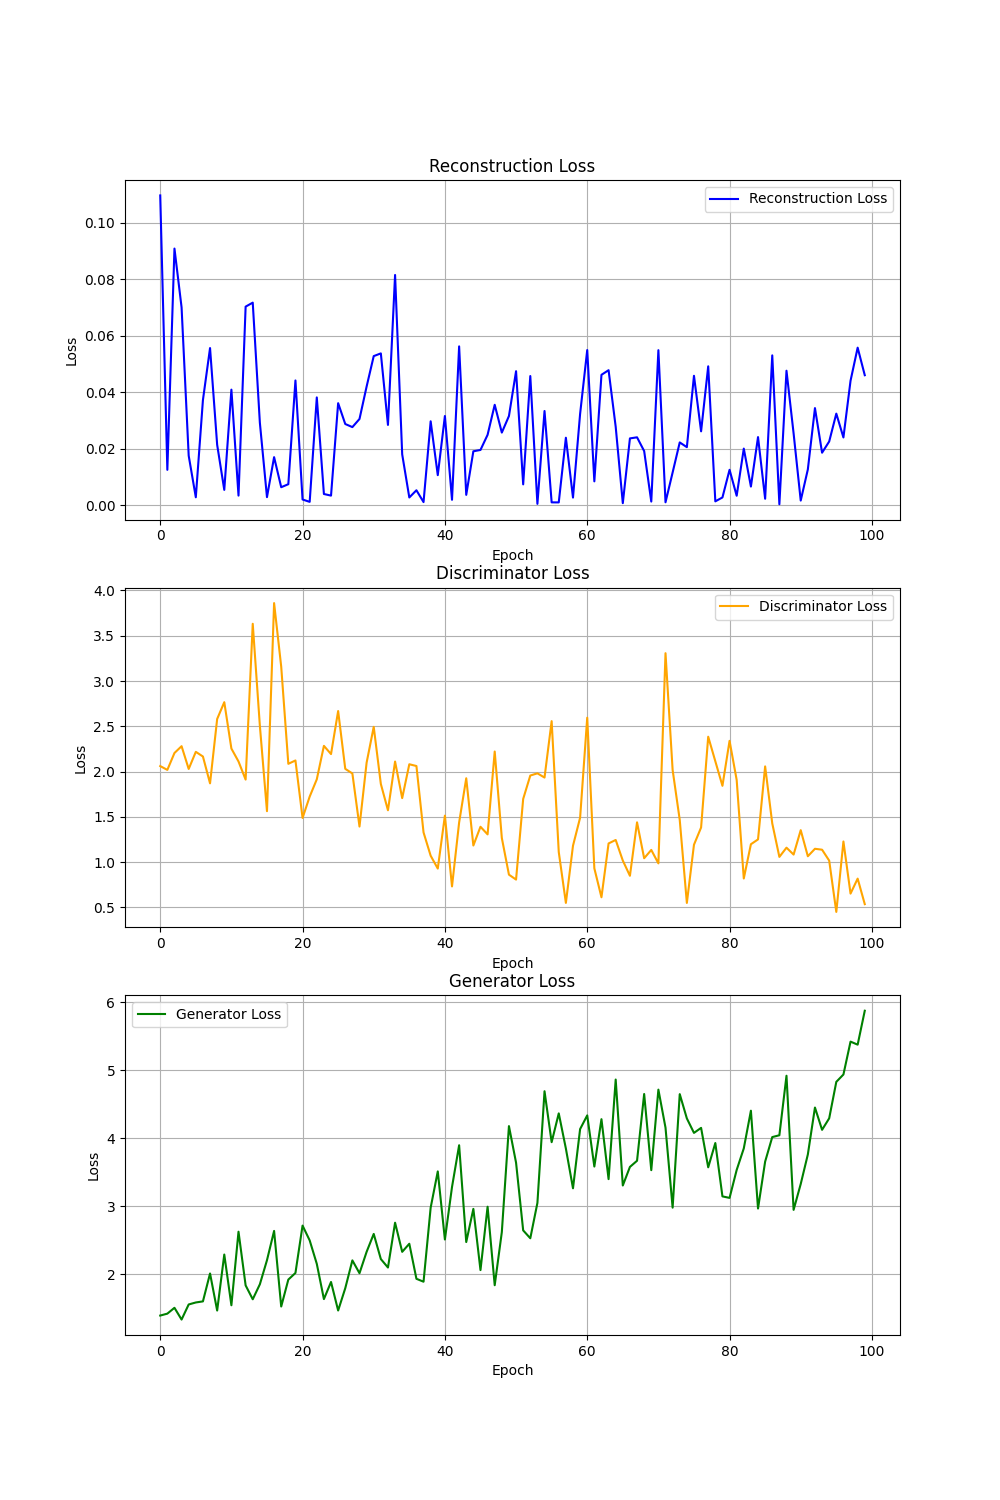 Reconstruction Loss
Reconstruction Loss
0.10
0.08
0.06
0.04
0.02
0.00
Loss
0 20 40 60 80 100
Epoch
Discriminator Loss
Discriminator Loss
4.0
3.5
3.0
2.5
2.0
1.5
1.0
0.5
Loss
0 20 40 60 80 100
Epoch
Generator Loss
Generator Loss
6
5
4
3
2
Loss
0 20 40 60 80 100
Epoch